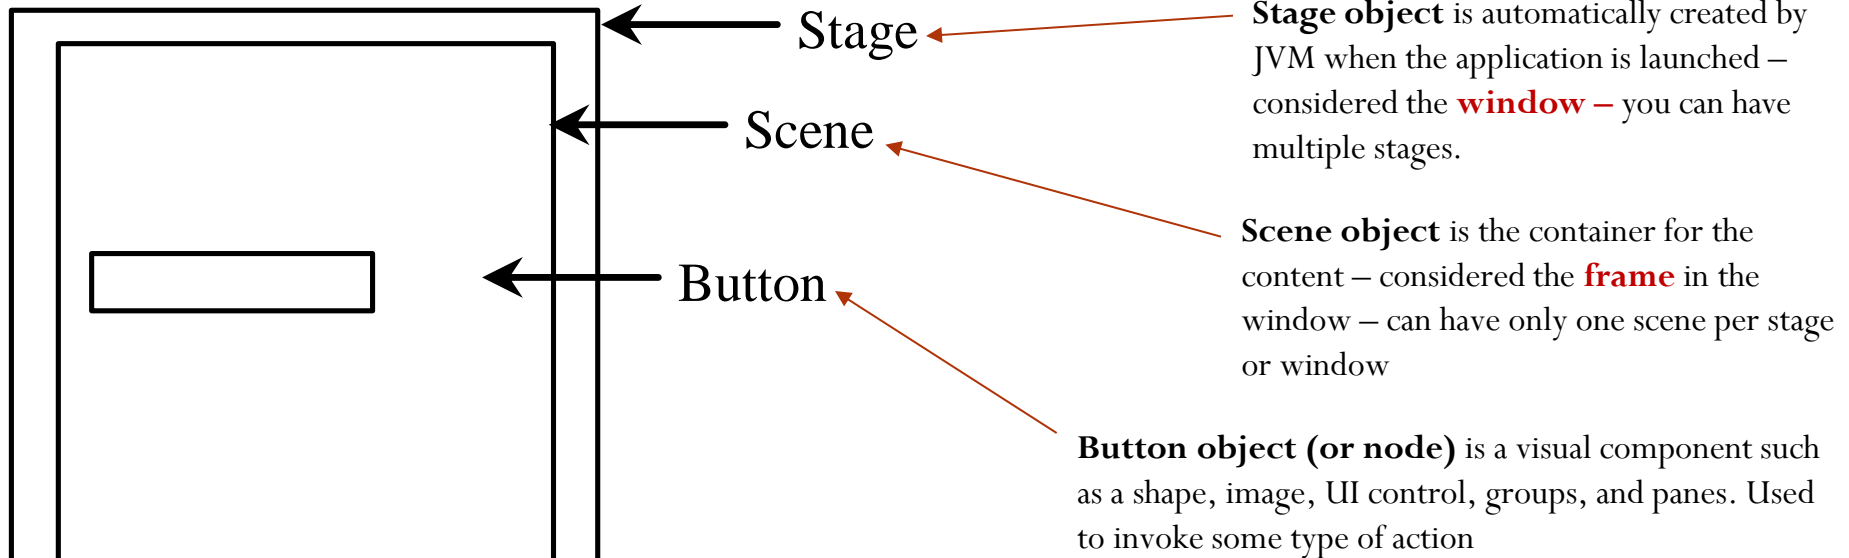 Stage
Scene
Button
Stage object is automatically created by
JVM when the application is launched –
considered the window – you can have
multiple stages.
Scene object is the container for the
content – considered the frame in the
window – can have only one scene per stage
or window
Button object (or node) is a visual component such
as a shape, image, UI control, groups, and panes. Used
to invoke some type of action